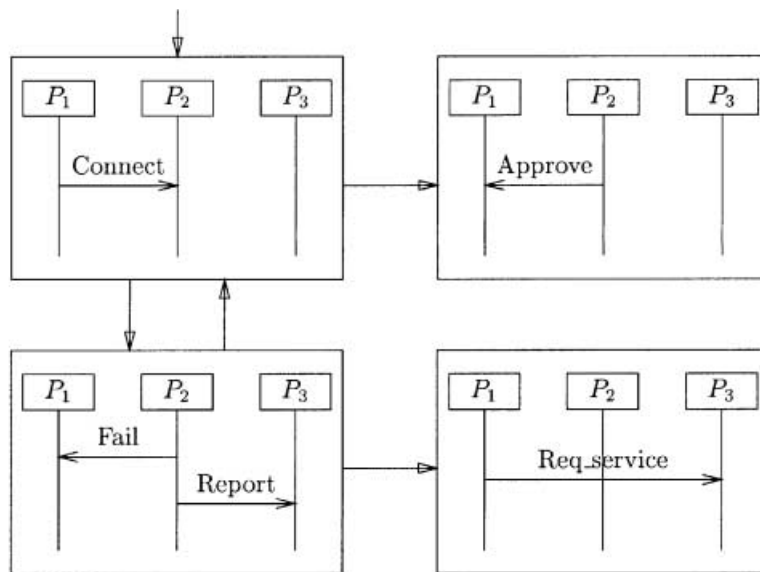 P1 P2 P3
Connect
P1 P2 P3
Approve
P1 P2 P3
Fail
Report
P1 P2 P3
Req_service